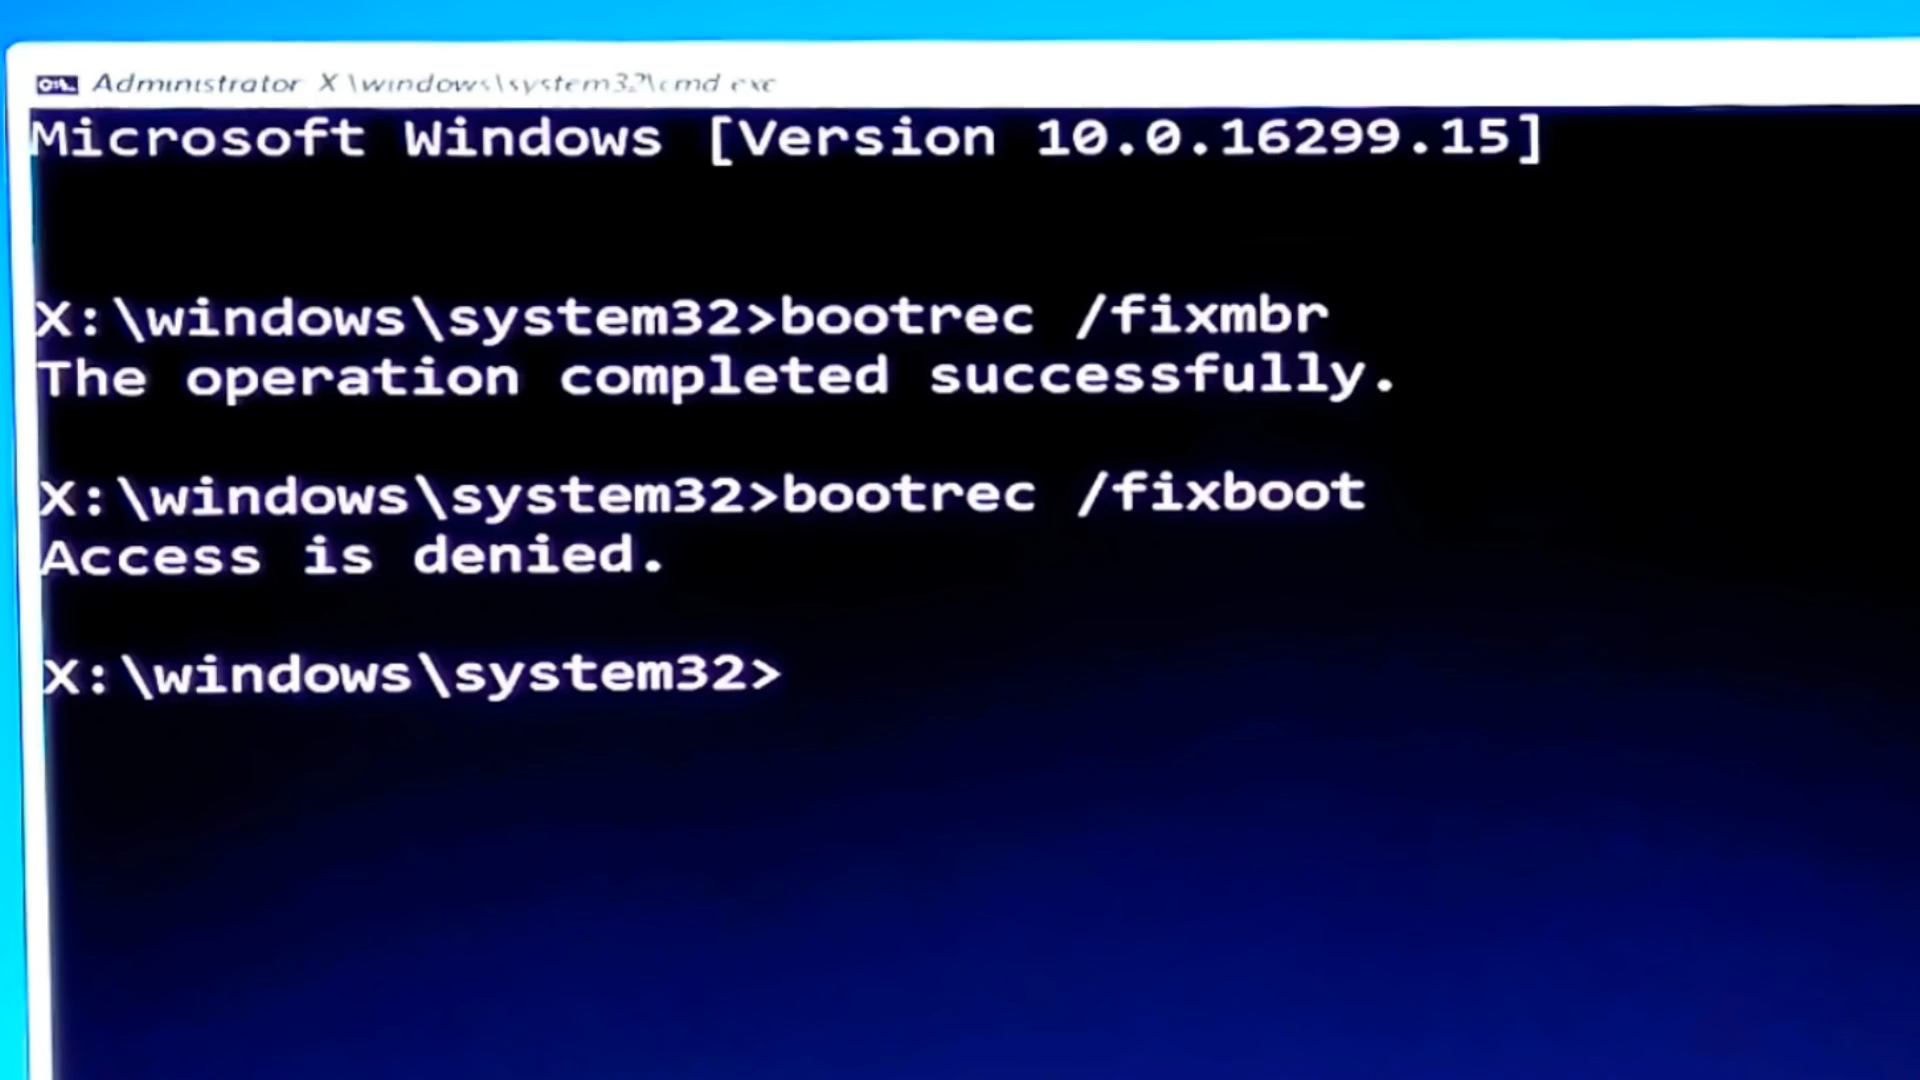 Administrator X:\windows\system32\cmd.exe
Microsoft Windows [Version 10.0.16299.15]
X:\windows\system32>bootrec /fixmbr
The operation completed successfully.
X:\windows\system32>bootrec /fixboot
Access is denied.
X:\windows\system32>